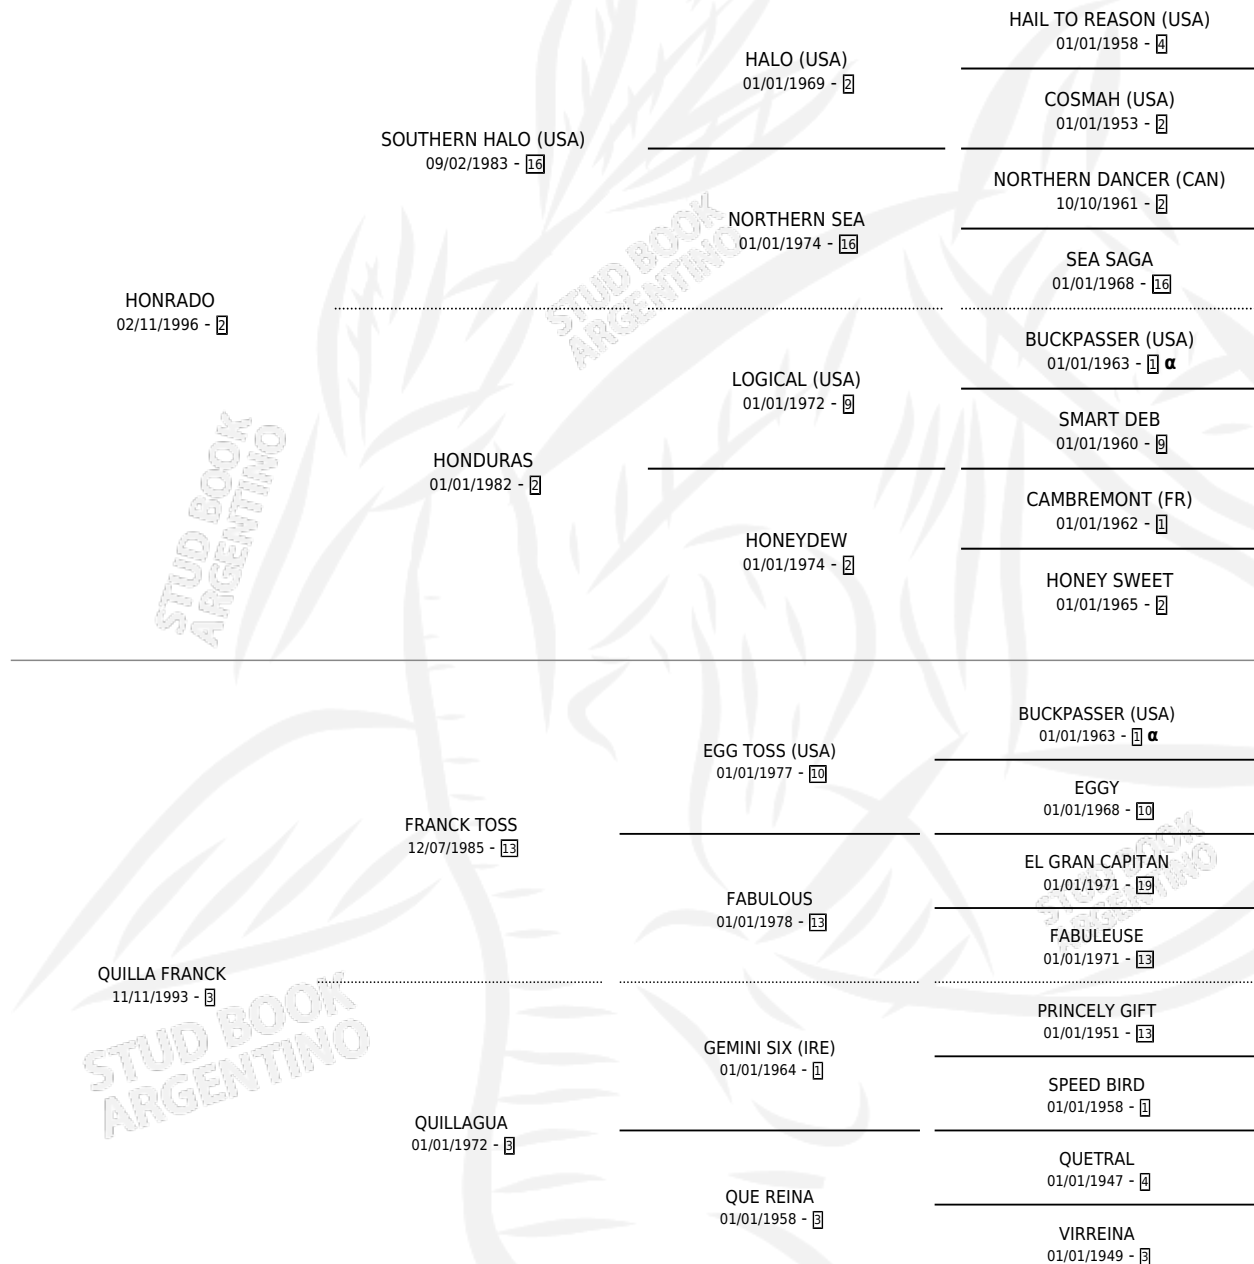 HAIL TO REASON (USA)
01/01/1958 - 4
HALO (USA)
01/01/1969 - 2
COSMAH (USA)
01/01/1953 - 2
SOUTHERN HALO (USA)
09/02/1983 - 16
NORTHERN DANCER (CAN)
10/10/1961 - 2
NORTHERN SEA
01/01/1974 - 16
SEA SAGA
01/01/1968 - 16
HONRADO
02/11/1996 - 2
BUCKPASSER (USA)
01/01/1963 - 1 α
LOGICAL (USA)
01/01/1972 - 9
SMART DEB
01/01/1960 - 9
HONDURAS
01/01/1982 - 2
CAMBREMONT (FR)
01/01/1962 - 1
HONEYDEW
01/01/1974 - 2
HONEY SWEET
01/01/1965 - 2
BUCKPASSER (USA)
01/01/1963 - 1 α
EGG TOSS (USA)
01/01/1977 - 10
EGGY
01/01/1968 - 10
FRANCK TOSS
12/07/1985 - 13
EL GRAN CAPITAN
01/01/1971 - 19
FABULOUS
01/01/1978 - 13
FABULEUSE
01/01/1971 - 13
QUILLA FRANCK
11/11/1993 - 3
PRINCELY GIFT
01/01/1951 - 13
GEMINI SIX (IRE)
01/01/1964 - 1
SPEED BIRD
01/01/1958 - 1
QUILLAGUA
01/01/1972 - 3
QUETRAL
01/01/1947 - 4
QUE REINA
01/01/1958 - 3
VIRREINA
01/01/1949 - 3
STUD BOOK
ARGENTINO
STUD BOOK
ARGENTINO
STUD BOOK
ARGENTINO
STUD BOOK
ARGENTINO